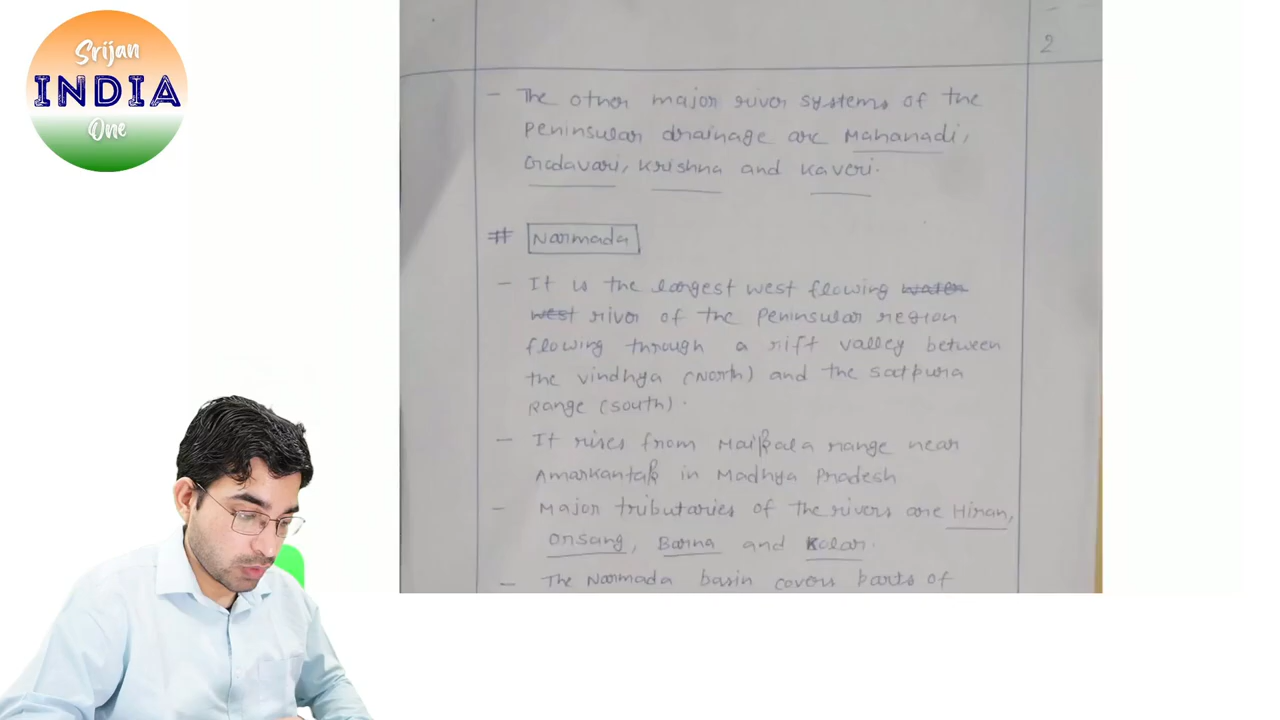 Srijan
INDIA
One
2
- The other major river systems of the
Peninsular drainage are Mahanadi,
Godavari, Krishna and Kaveri.
# Narmada
- It is the largest west flowing water
west river of the Peninsular region
flowing through a rift valley between
the Vindhya (North) and the Satpura
Range (South).
- It rises from Maikala range near
Amarkantak in Madhya Pradesh
- Major tributaries of the rivers are Hiran,
Orsang, Barna and Kolar.
- The Narmada basin covers parts of